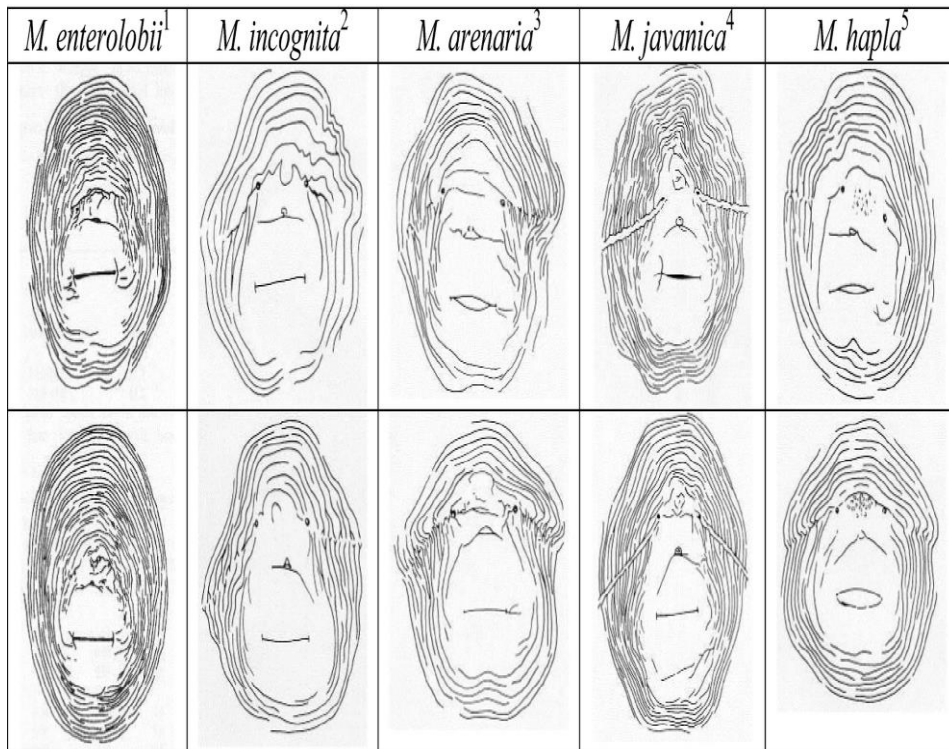 M. enterolobii¹ M. incognita² M. arenaria³ M. javanica⁴ M. hapla⁵